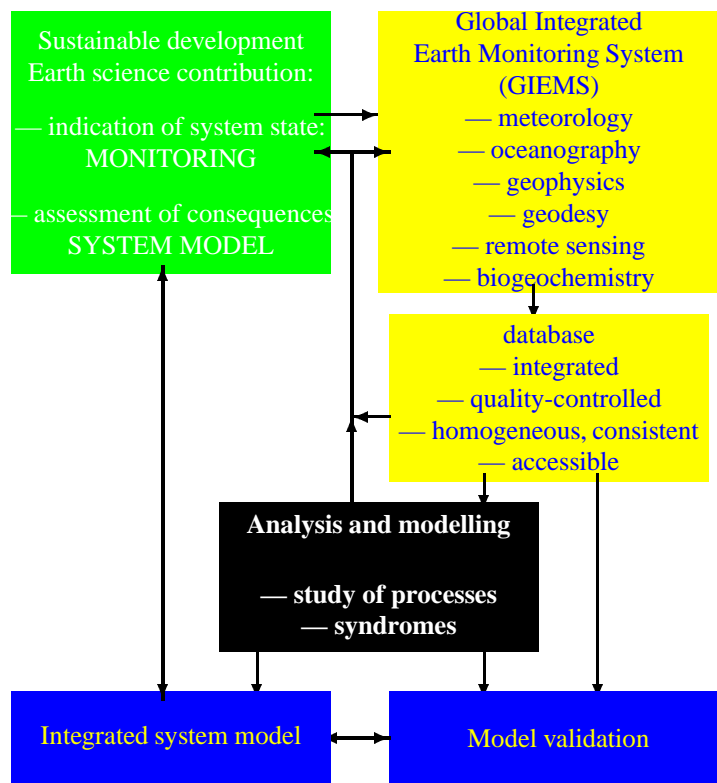 Sustainable development
Earth science contribution:
— indication of system state:
MONITORING
— assessment of consequences
SYSTEM MODEL
Global Integrated
Earth Monitoring System
(GIEMS)
— meteorology
— oceanography
— geophysics
— geodesy
— remote sensing
— biogeochemistry
database
— integrated
— quality-controlled
— homogeneous, consistent
— accessible
Analysis and modelling
— study of processes
— syndromes
Integrated system model
Model validation